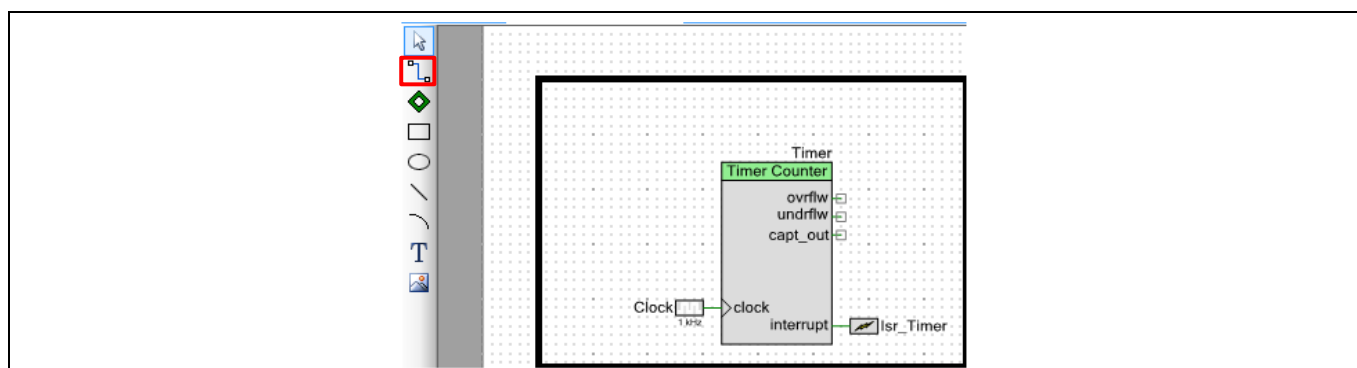 T
Timer
Timer Counter
ovrflw
undrflw
capt_out
Clock
clock
1 kHz
interrupt
Isr_Timer